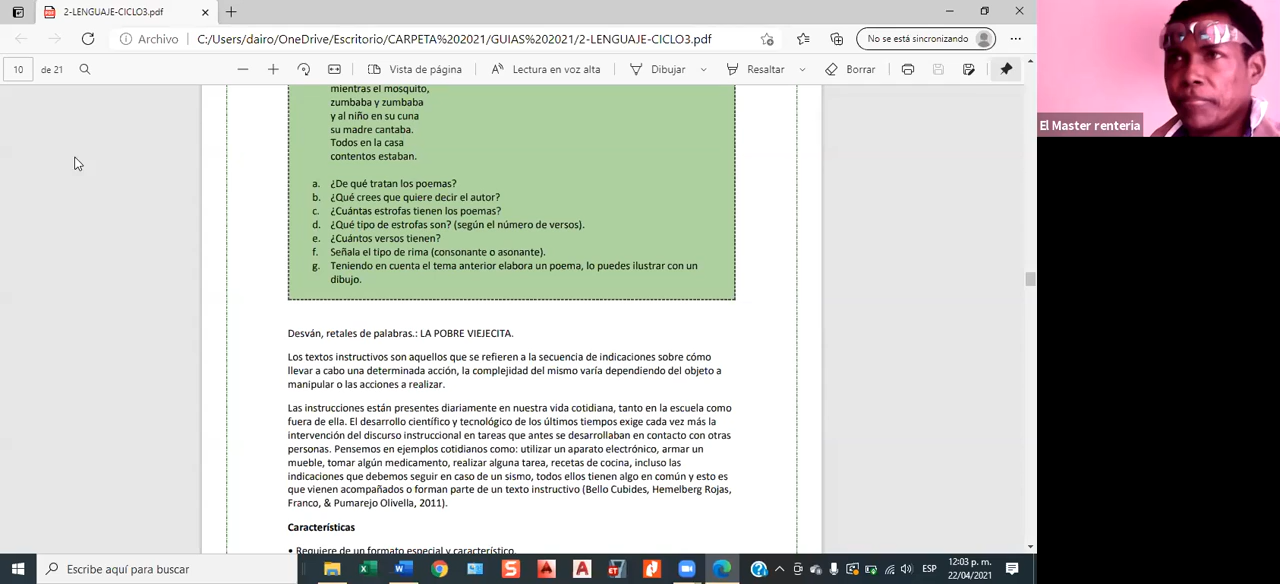 2-LENGUAJE-CICLO3.pdf
Archivo
C:/Users/dairo/OneDrive/Escritorio/CARPETA%202021/GUIAS%202021/2-LENGUAJE-CICLO3.pdf
No se está sincronizando
10 de 21
Vista de página
Lectura en voz alta
Dibujar
Resaltar
Borrar
El Master renteria
mientras el mosquito,
zumbaba y zumbaba
y al niño en su cuna
su madre cantaba.
Todos en la casa
contentos estaban.
a. ¿De qué tratan los poemas?
b. ¿Qué crees que quiere decir el autor?
c. ¿Cuántas estrofas tienen los poemas?
d. ¿Qué tipo de estrofas son? (según el número de versos).
e. ¿Cuántos versos tienen?
f. Señala el tipo de rima (consonante o asonante).
g. Teniendo en cuenta el tema anterior elabora un poema, lo puedes ilustrar con un
dibujo.
Desván, retales de palabras.: LA POBRE VIEJECITA.
Los textos instructivos son aquellos que se refieren a la secuencia de indicaciones sobre cómo
llevar a cabo una determinada acción, la complejidad del mismo varía dependiendo del objeto a
manipular o las acciones a realizar.
Las instrucciones están presentes diariamente en nuestra vida cotidiana, tanto en la escuela como
fuera de ella. El desarrollo científico y tecnológico de los últimos tiempos exige cada vez más la
intervención del discurso instruccional en tareas que antes se desarrollaban en contacto con otras
personas. Pensemos en ejemplos cotidianos como: utilizar un aparato electrónico, armar un
mueble, tomar algún medicamento, realizar alguna tarea, recetas de cocina, incluso las
indicaciones que debemos seguir en caso de un sismo, todos ellos tienen algo en común y esto es
que vienen acompañados o forman parte de un texto instructivo (Bello Cubides, Hemelberg Rojas,
Franco, & Pumarejo Olivella, 2011).
Características
• Requiere de un formato especial y característico.
Escribe aquí para buscar
ESP
12:03 p. m.
22/04/2021